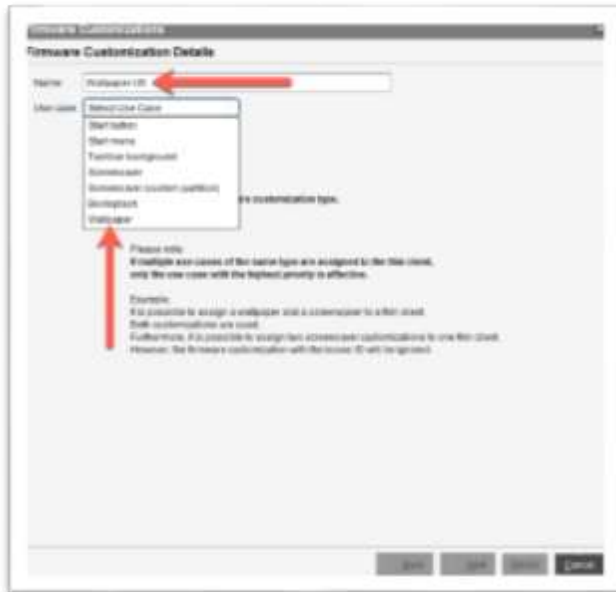 Firmware Customizations
Firmware Customization Details
Name
Wallpaper
Use case
Select Use Case
Start button
Start menu
Taskbar background
Screensaver
Screensaver (custom partition)
Bootsplash
Wallpaper
customization type.
Please note:
If multiple use cases of the same type are assigned to the thin client,
only the use case with the highest priority is effective.
Example:
It is possible to assign a wallpaper and a screensaver to a thin client.
Both customizations are used.
Furthermore, it is possible to assign two screensaver customizations to one thin client.
However, the firmware customization with the lower ID will be ignored.
Cancel